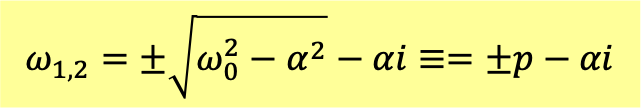 ω₁,₂ = ±√(ω₀² − α²) − αi ≡= ±p − αi